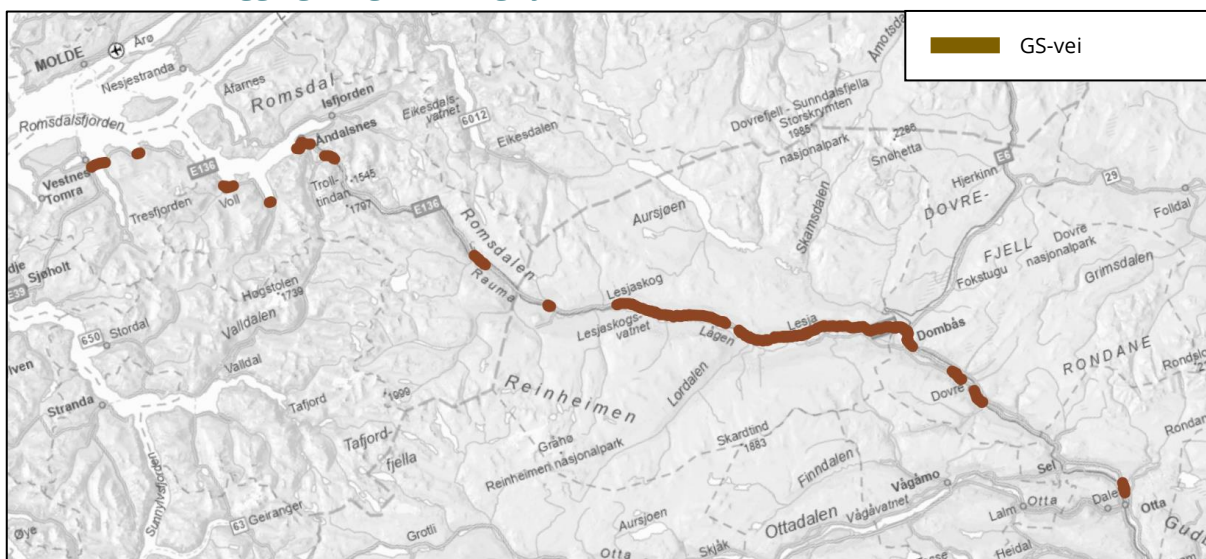 GS-vei
MOLDE
Årø
Nesjestranda
Åfarnes
Romsdal
Isfjorden
Eikesdals-
vatnet
6012
Eikesdalen
Romsdalsfjorden
Åndalsnes
Vestnes
Tomra
E136
Tresfjorden
Voll
Troll-
tindan
1545
1797
E136
Romsdalen
Rauma
Aursjøen
Dovrefjell - Sunndalsfjella
Storskrymten
1985
nasjonalpark
2286
Snøhetta
Skamsdalen
Hjerkinn
E6
29
Folldal
DOVRE-
FJELL
Dovre
nasjonalpark
Fokstugu
Grimsdalen
Sjøholt
E39
650
Stordal
Høgstolen
1739
Valldalen
Valldal
Lesjaskog
Lesjaskogs-
vatnet
Lågen
Lesja
Dombås
RONDANE
Dovre
Lordalen
Reinheimen
Stranda
Tafjord
1999
Tafjord-
fjella
Gråhø
Reinheimen nasjonalpark
Skardtind
1883
Finndalen
Vågåmo
Vågåvatnet
Sel
Sunnylvsfjorden
63
Geiranger
Grotli
Aursjoen
Ottadalen
Lalm
Otta
Dale
Otta
Øye
Otta
Skjåk
Heidal